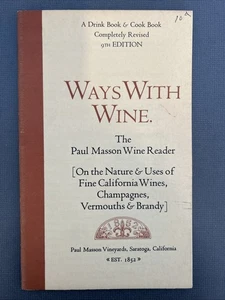 A Drink Book & Cook Book
Completely Revised
9TH EDITION
WAYS WITH
WINE.
The
Paul Masson Wine Reader
[On the Nature & Uses of
Fine California Wines,
Champagnes,
Vermouths & Brandy]
Paul Masson Vineyards, Saratoga, California
* EST. 1852 *